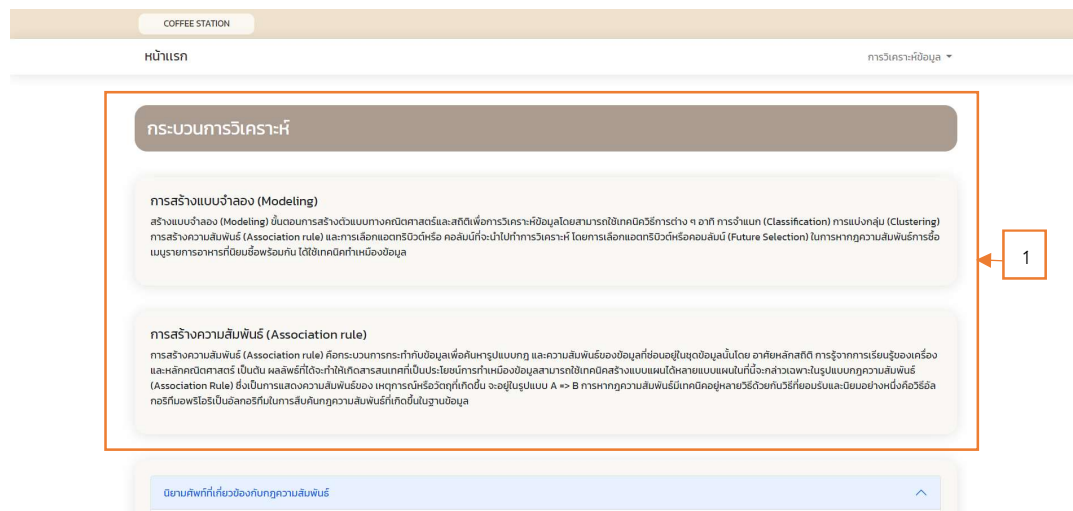 COFFEE STATION
หน้าแรก
การวิเคราะห์ข้อมูล
กระบวนการวิเคราะห์
การสร้างแบบจำลอง (Modeling)
สร้างแบบจำลอง (Modeling) ขั้นตอนการสร้างตัวแบบทางคณิตศาสตร์และสถิติเพื่อการวิเคราะห์ข้อมูลโดยสามารถใช้เทคนิควิธีการต่าง ๆ อาทิ การจำแนก (Classification) การแบ่งกลุ่ม (Clustering)
การสร้างความสัมพันธ์ (Association rule) และการเลือกแอตทริบิวต์หรือ คอลัมน์ที่จะนำไปทำการวิเคราะห์ โดยการเลือกแอตทริบิวต์หรือคอมลัมน์ (Future Selection) ในการหากฎความสัมพันธ์การซื้อ
เมนูรายการอาหารที่นิยมซื้อพร้อมกัน ได้ใช้เทคนิคทำเหมืองข้อมูล
1
การสร้างความสัมพันธ์ (Association rule)
การสร้างความสัมพันธ์ (Association rule) คือกระบวนการกระทำกับข้อมูลเพื่อค้นหารุปแบบกฎ และความสัมพันธ์ของข้อมูลที่ซ่อนอยู่ในชุดข้อมูลนั้นโดย อาศัยหลักสถิติ การรู้จากการเรียนรู้ของเครื่อง
และหลักคณิตศาสตร์ เป็นต้น ผลลัพธ์ที่ได้จะทำให้เกิดสารสนเทศที่เป็นประโยชน์การทำเหมืองข้อมูลสามารถใช้เทคนิคสร้างแบบแผนได้หลายแบบแผนในที่นี้จะกล่าวเฉพาะในรูปแบบกฎความสัมพันธ์
(Association Rule) ซึ่งเป็นการแสดงความสัมพันธ์ของ เหตุการณ์หรือวัตถุที่เกิดขึ้น จะอยู่ในรูปแบบ A => B การหากฎความสัมพันธ์มีเทคนิคอยู่หลายวิธีด้วยกันวิธีที่ยอมรับและนิยมอย่างหนึ่งคือวิธีอัล
กอริทึมอพริโอริเป็นอัลกอริทึมในการสืบค้นกฎความสัมพันธ์ที่เกิดขึ้นในฐานข้อมูล
นิยามศัพท์ที่เกี่ยวข้องกับกฎความสัมพันธ์